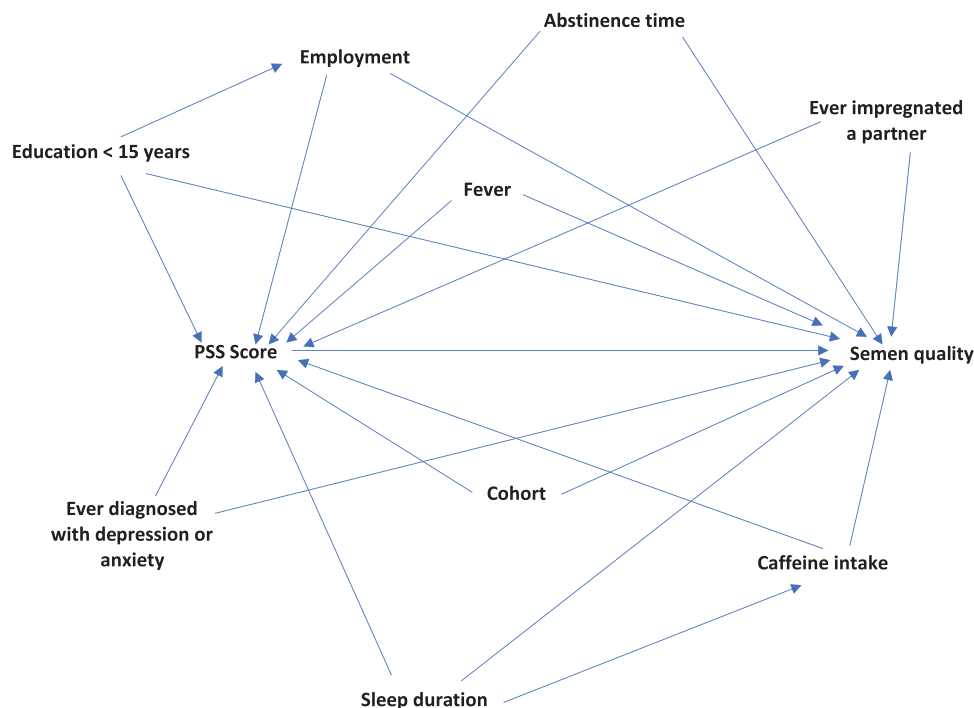 Abstinence time
Employment
Ever impregnated
a partner
Education < 15 years
Fever
PSS Score
Semen quality
Ever diagnosed
with depression or
anxiety
Cohort
Caffeine intake
Sleep duration